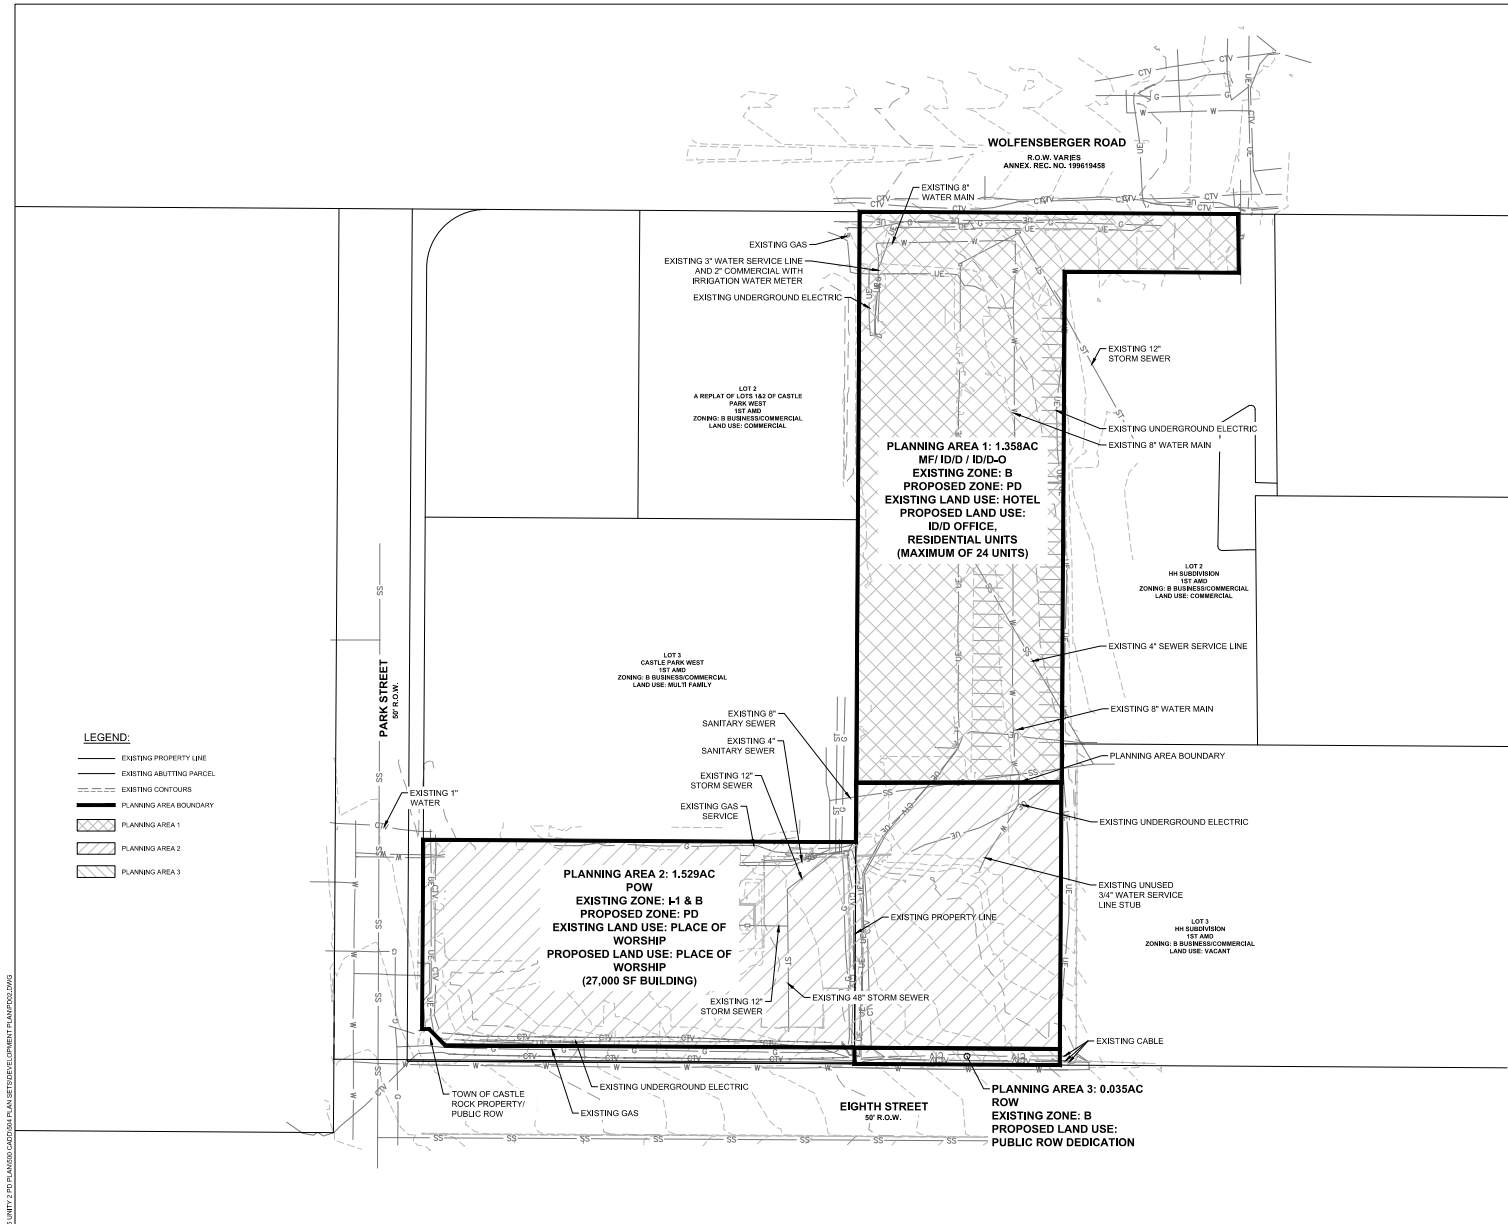 WOLFENSBERGER ROAD
R.O.W. VARIES
ANNEX. REC. NO. 199619458
EXISTING 8"
WATER MAIN
EXISTING GAS
EXISTING 3" WATER SERVICE LINE
AND 2" COMMERCIAL WITH
IRRIGATION WATER METER
EXISTING UNDERGROUND ELECTRIC
EXISTING 12"
STORM SEWER
LOT 2
A REPLAT OF LOTS 1&2 OF CASTLE
PARK WEST
1ST AMD
ZONING: B BUSINESS/COMMERCIAL
LAND USE: COMMERCIAL
EXISTING UNDERGROUND ELECTRIC
EXISTING 8" WATER MAIN
PLANNING AREA 1: 1.358AC
MF/ ID/D / ID/D-O
EXISTING ZONE: B
PROPOSED ZONE: PD
EXISTING LAND USE: HOTEL
PROPOSED LAND USE:
ID/D OFFICE,
RESIDENTIAL UNITS
(MAXIMUM OF 24 UNITS)
LOT 2
HH SUBDIVISION
1ST AMD
ZONING: B BUSINESS/COMMERCIAL
LAND USE: COMMERCIAL
EXISTING 4" SEWER SERVICE LINE
LOT 3
CASTLE PARK WEST
1ST AMD
ZONING: B BUSINESS/COMMERCIAL
LAND USE: MULTI FAMILY
PARK STREET
50' R.O.W.
EXISTING 8"
SANITARY SEWER
EXISTING 8" WATER MAIN
EXISTING 4"
SANITARY SEWER
PLANNING AREA BOUNDARY
EXISTING 12"
STORM SEWER
EXISTING GAS
SERVICE
EXISTING UNDERGROUND ELECTRIC
LEGEND:
EXISTING PROPERTY LINE
EXISTING ABUTTING PARCEL
EXISTING CONTOURS
PLANNING AREA BOUNDARY
PLANNING AREA 1
PLANNING AREA 2
PLANNING AREA 3
EXISTING 1"
WATER
PLANNING AREA 2: 1.529AC
POW
EXISTING ZONE: I-1 & B
PROPOSED ZONE: PD
EXISTING LAND USE: PLACE OF
WORSHIP
PROPOSED LAND USE: PLACE OF
WORSHIP
(27,000 SF BUILDING)
EXISTING UNUSED
3/4" WATER SERVICE
LINE STUB
EXISTING PROPERTY LINE
LOT 3
HH SUBDIVISION
1ST AMD
ZONING: B BUSINESS/COMMERCIAL
LAND USE: VACANT
EXISTING 12"
STORM SEWER
EXISTING 48" STORM SEWER
EXISTING CABLE
TOWN OF CASTLE
ROCK PROPERTY/
PUBLIC ROW
EXISTING UNDERGROUND ELECTRIC
EXISTING GAS
EIGHTH STREET
50' R.O.W.
PLANNING AREA 3: 0.035AC
ROW
EXISTING ZONE: B
PROPOSED LAND USE:
PUBLIC ROW DEDICATION